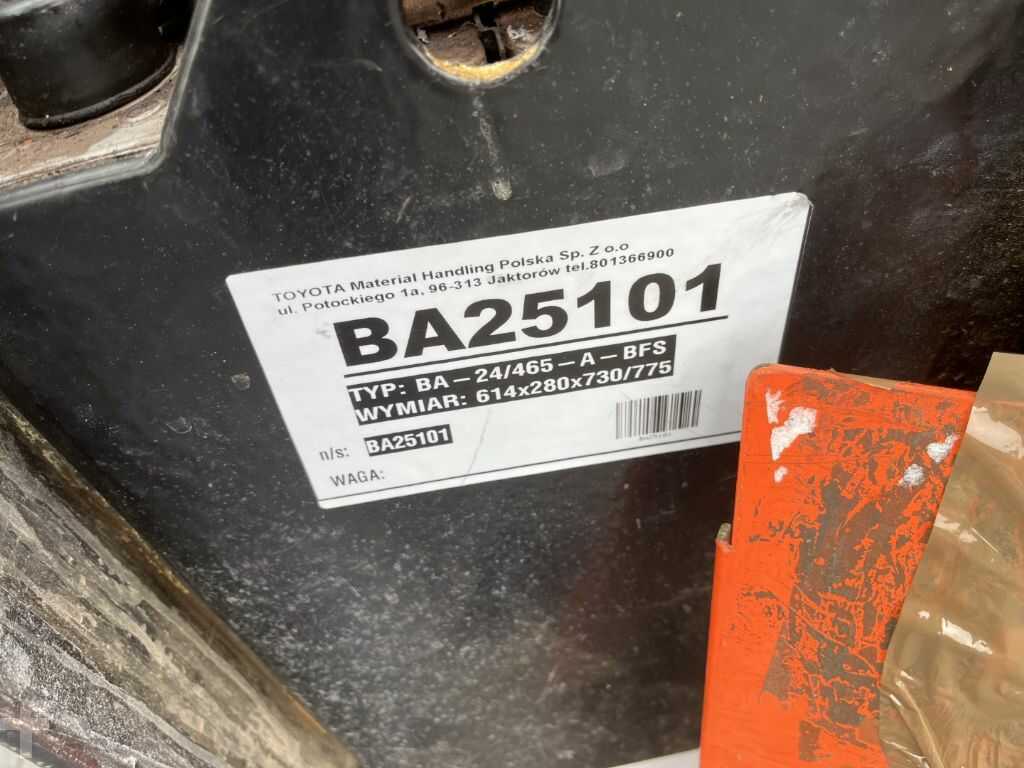 TOYOTA Material Handling Polska Sp. Z o.o
ul. Potockiego 1a, 96-313 Jaktorów tel.801366900
BA25101
TYP: BA-24/465-A-BFS
WYMIAR: 614x280x730/775
n/s: BA25101
BA25101
WAGA: